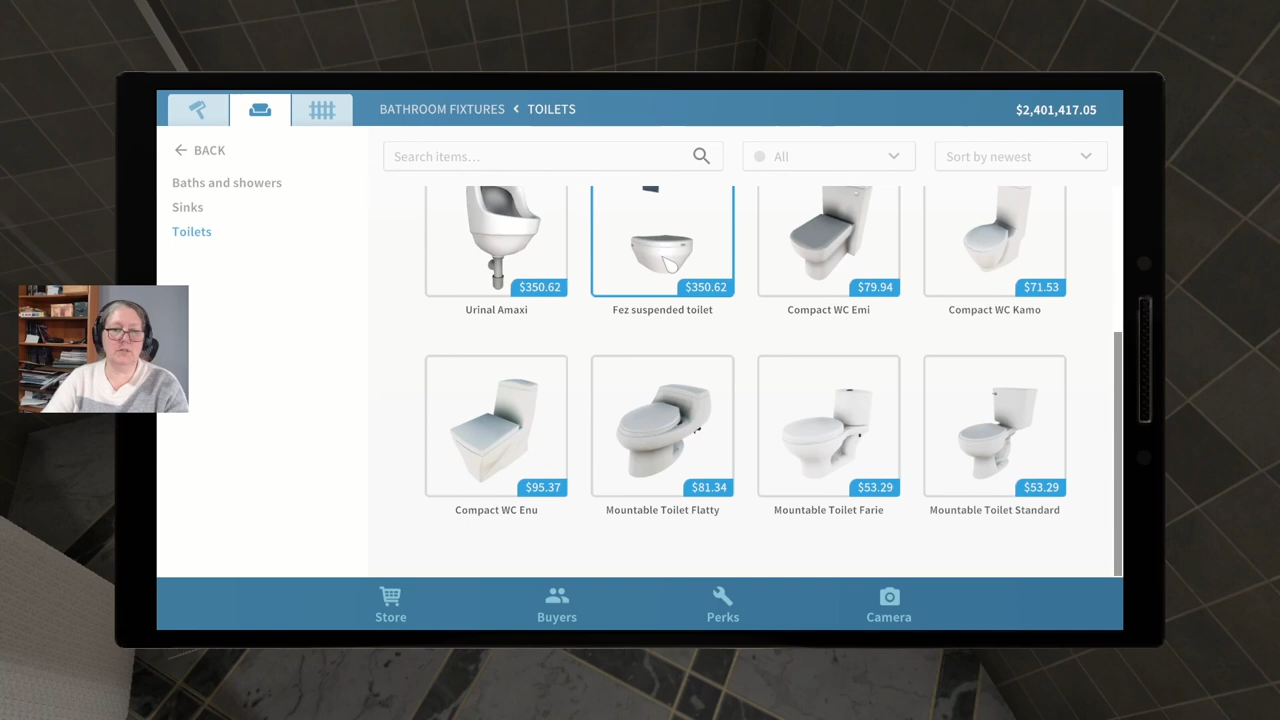 BATHROOM FIXTURES < TOILETS
$2,401,417.05
BACK
Search items...
All
Sort by newest
Baths and showers
Sinks
Toilets
$350.62
$350.62
$79.94
$71.53
Urinal Amaxi
Fez suspended toilet
Compact WC Emi
Compact WC Kamo
$95.37
$81.34
$53.29
$53.29
Compact WC Enu
Mountable Toilet Flatty
Mountable Toilet Farie
Mountable Toilet Standard
Store
Buyers
Perks
Camera